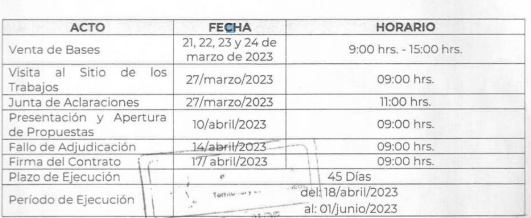 ACTO FECHA HORARIO
Venta de Bases 21, 22, 23 y 24 de marzo de 2023 9:00 hrs. - 15:00 hrs.
Visita al Sitio de los Trabajos 27/marzo/2023 09:00 hrs.
Junta de Aclaraciones 27/marzo/2023 11:00 hrs.
Presentación y Apertura de Propuestas 10/abril/2023 09:00 hrs.
Fallo de Adjudicación 14/abril/2023 09:00 hrs.
Firma del Contrato 17/ abril/2023 09:00 hrs.
Plazo de Ejecución 45 Días
Período de Ejecución del: 18/abril/2023
al: 01/junio/2023